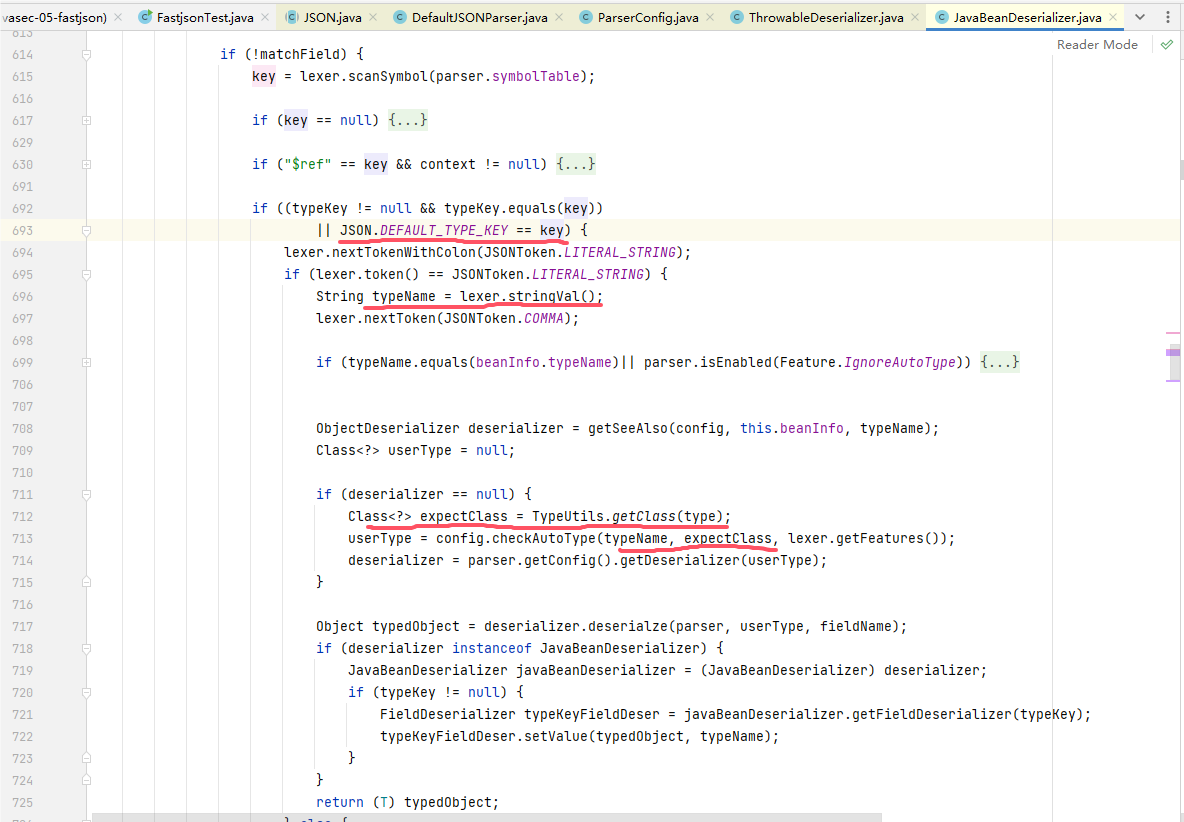 vasec-05-fastjson) FastjsonTest.java JSON.java DefaultJSONParser.java ParserConfig.java ThrowableDeserializer.java JavaBeanDeserializer.java
Reader Mode
613
614 if (!matchField) {
615 key = lexer.scanSymbol(parser.symbolTable);
616
617 if (key == null) {...}
629
630 if ("$ref" == key && context != null) {...}
691
692 if ((typeKey != null && typeKey.equals(key))
693 || JSON.DEFAULT_TYPE_KEY == key) {
694 lexer.nextTokenWithColon(JSONToken.LITERAL_STRING);
695 if (lexer.token() == JSONToken.LITERAL_STRING) {
696 String typeName = lexer.stringVal();
697 lexer.nextToken(JSONToken.COMMA);
698
699 if (typeName.equals(beanInfo.typeName)|| parser.isEnabled(Feature.IgnoreAutoType)) {...}
706
707
708 ObjectDeserializer deserializer = getSeeAlso(config, this.beanInfo, typeName);
709 Class<?> userType = null;
710
711 if (deserializer == null) {
712 Class<?> expectClass = TypeUtils.getClass(type);
713 userType = config.checkAutoType(typeName, expectClass, lexer.getFeatures());
714 deserializer = parser.getConfig().getDeserializer(userType);
715 }
716
717 Object typedObject = deserializer.deserialze(parser, userType, fieldName);
718 if (deserializer instanceof JavaBeanDeserializer) {
719 JavaBeanDeserializer javaBeanDeserializer = (JavaBeanDeserializer) deserializer;
720 if (typeKey != null) {
721 FieldDeserializer typeKeyFieldDeser = javaBeanDeserializer.getFieldDeserializer(typeKey);
722 typeKeyFieldDeser.setValue(typedObject, typeName);
723 }
724 }
725 return (T) typedObject;
} else {